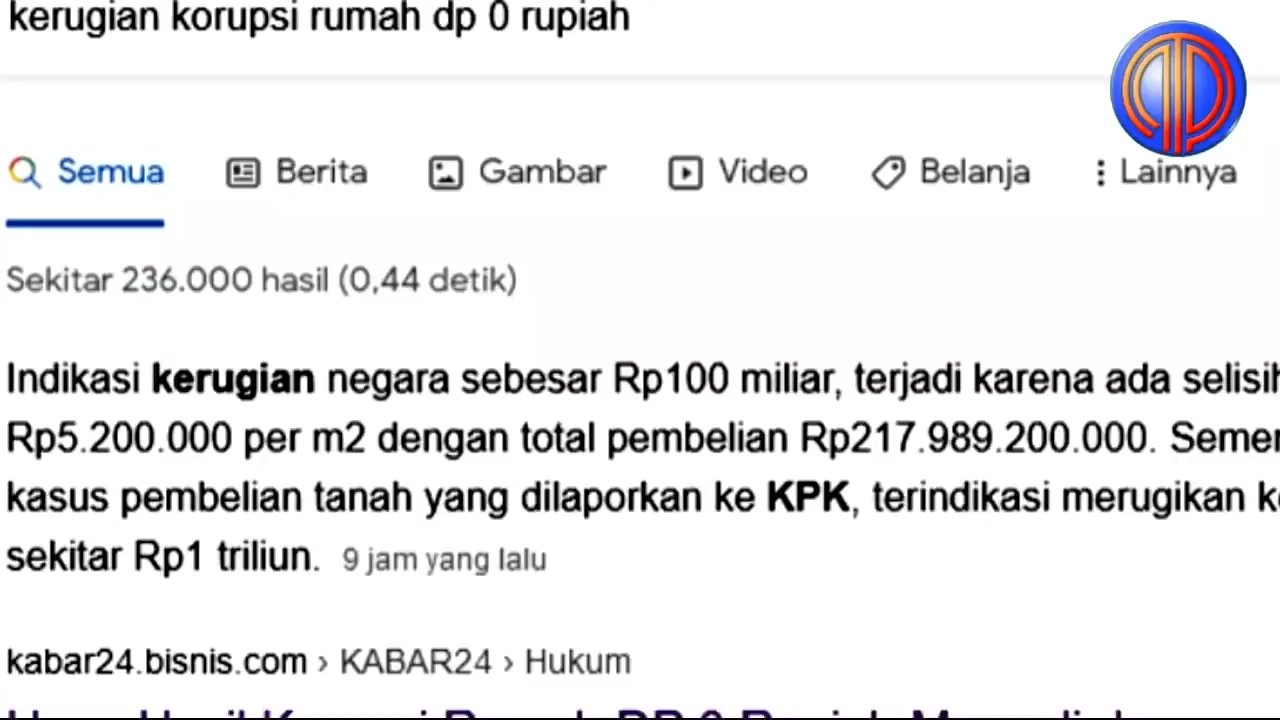 kerugian korupsi rumah dp 0 rupiah
Semua Berita Gambar Video Belanja Lainnya
Sekitar 236.000 hasil (0,44 detik)
Indikasi kerugian negara sebesar Rp100 miliar, terjadi karena ada selisih
Rp5.200.000 per m2 dengan total pembelian Rp217.989.200.000. Semen
kasus pembelian tanah yang dilaporkan ke KPK, terindikasi merugikan ke
sekitar Rp1 triliun. 9 jam yang lalu
kabar24.bisnis.com › KABAR24 › Hukum